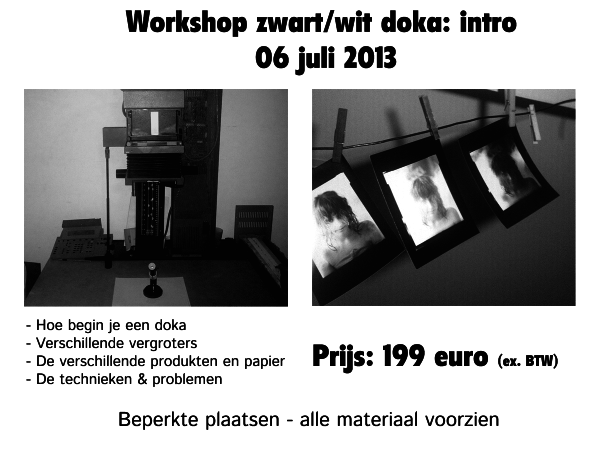 Workshop zwart/wit doka: intro
06 juli 2013
- Hoe begin je een doka
- Verschillende vergroters
- De verschillende produkten en papier
- De technieken & problemen
Prijs: 199 euro (ex. BTW)
Beperkte plaatsen - alle materiaal voorzien